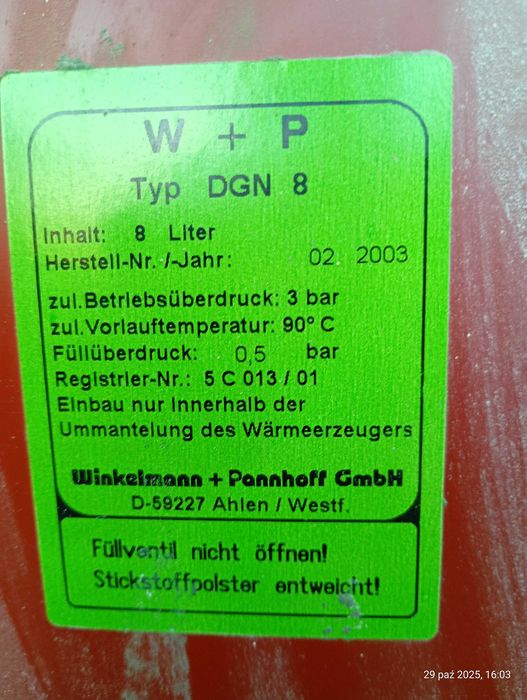 W + P
Typ DGN 8
Inhalt: 8 Liter
Herstell-Nr. /-Jahr: 02 2003
zul.Betriebsüberdruck: 3 bar
zul.Vorlauftemperatur: 90° C
Füllüberdruck: 0,5 bar
Registrier-Nr.: 5 C 013 / 01
Einbau nur innerhalb der
Ummantelung des Wärmeerzeugers
Winkelmann + Pannhoff GmbH
D-59227 Ahlen / Westf.
Füllventil nicht öffnen!
Stickstoffpolster entweicht!
29 paź 2025, 16:03